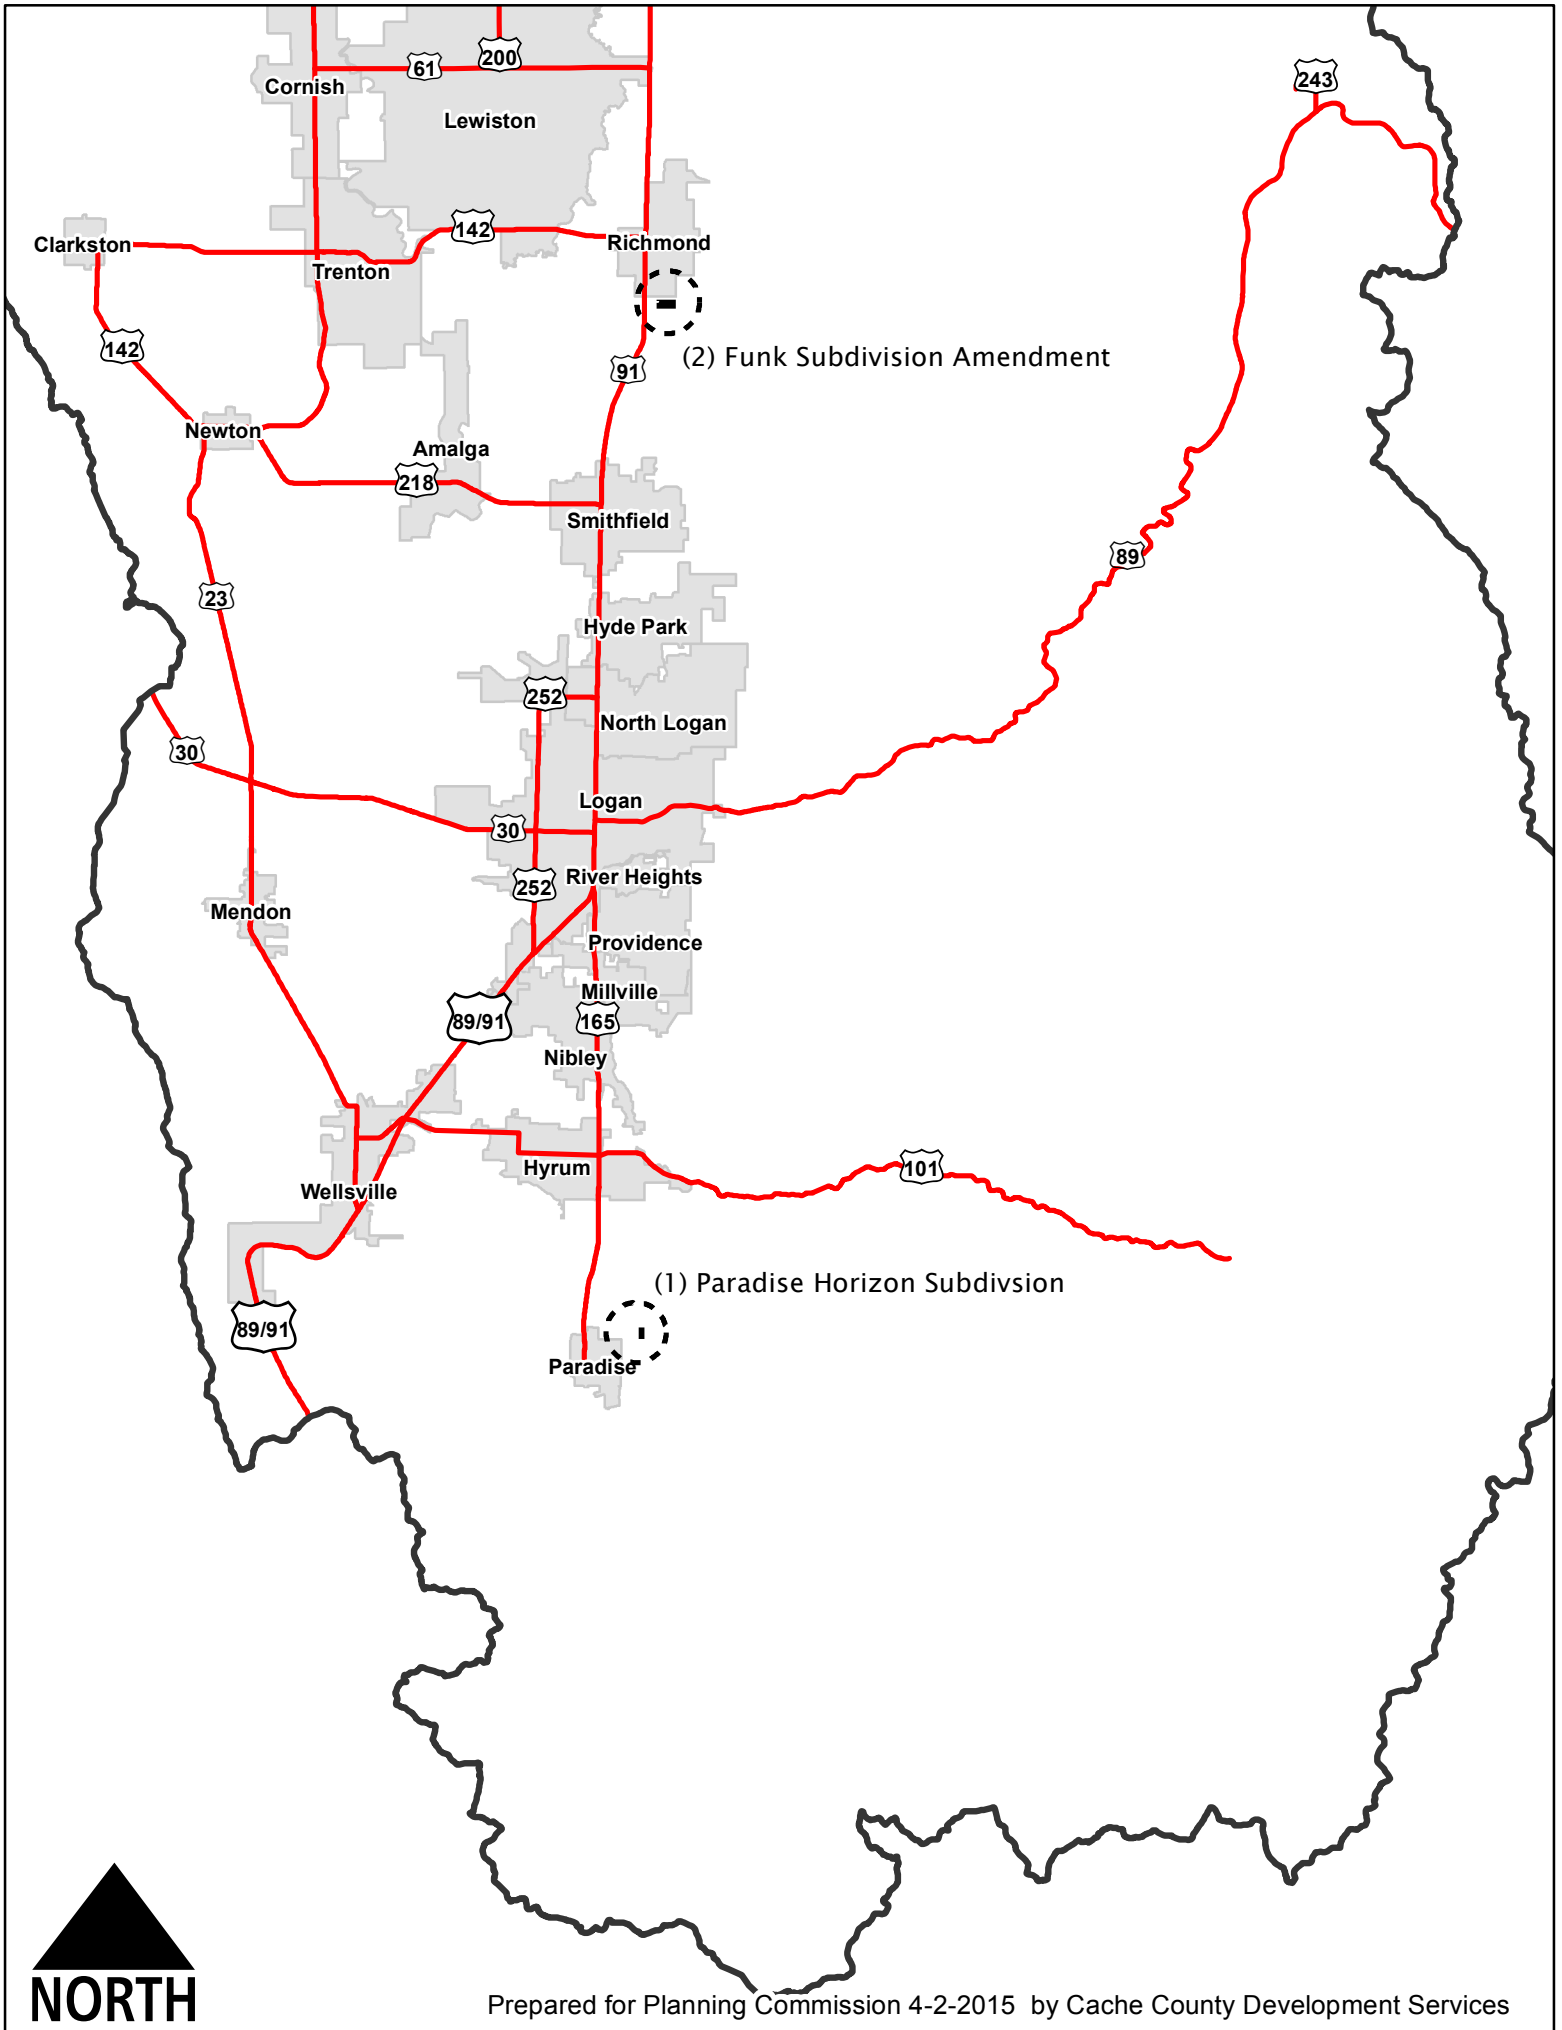 243
200
61
Cornish
Lewiston
142
Richmond
Clarkston
Trenton
142
(2) Funk Subdivision Amendment
91
Newton
Amalga
218
Smithfield
89
23
Hyde Park
252
North Logan
30
Logan
30
252
River Heights
Mendon
Providence
Millville
89/91
165
Nibley
Hyrum
101
Wellsville
(1) Paradise Horizon Subdivsion
89/91
Paradise
NORTH
Prepared for Planning Commission 4-2-2015 by Cache County Development Services